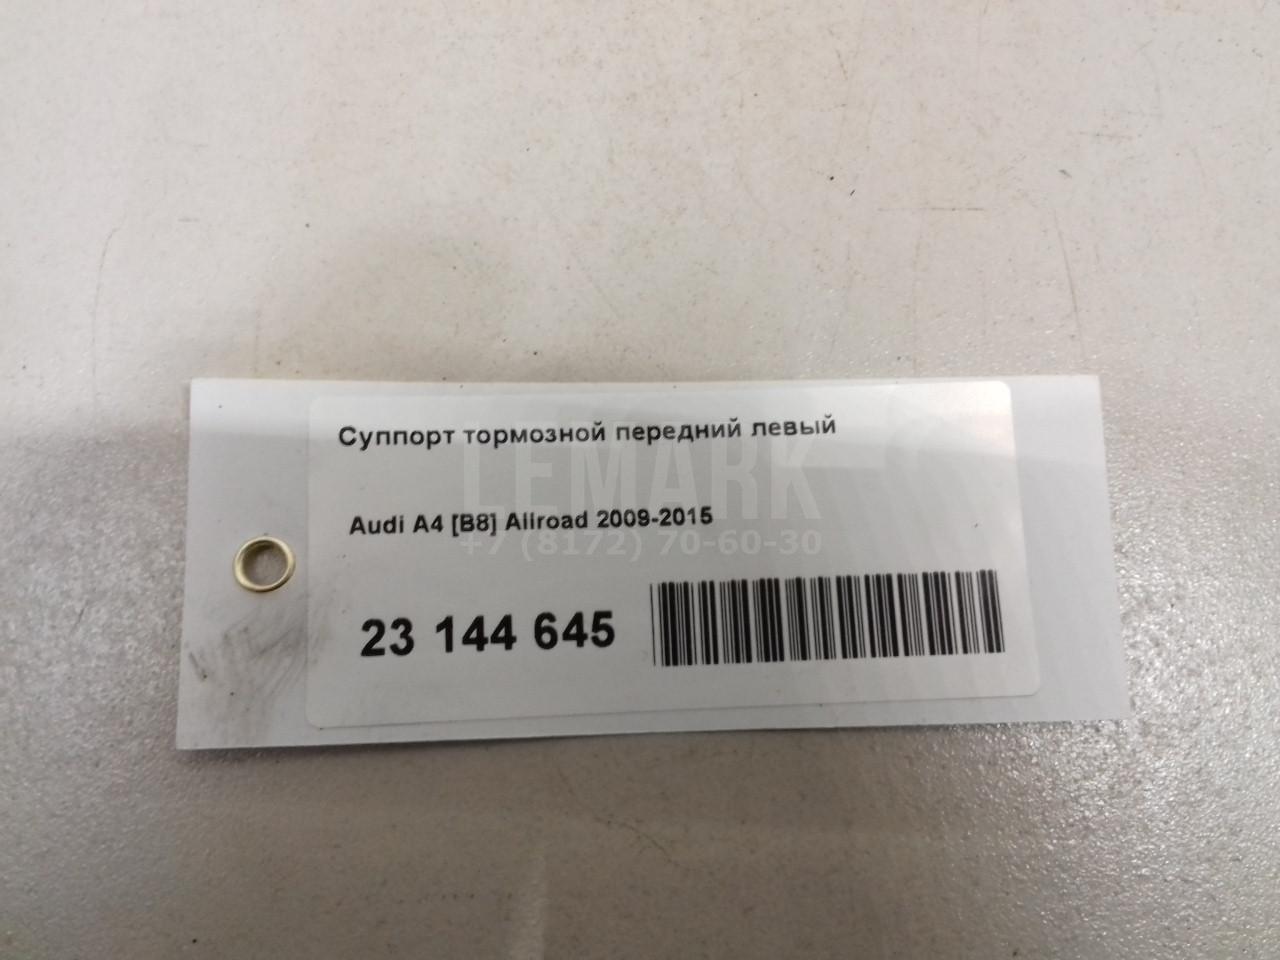 Суппорт тормозной передний левый
LEMARK
Audi A4 [B8] Allroad 2009-2015
+7 (8172) 70-60-30
23 144 645